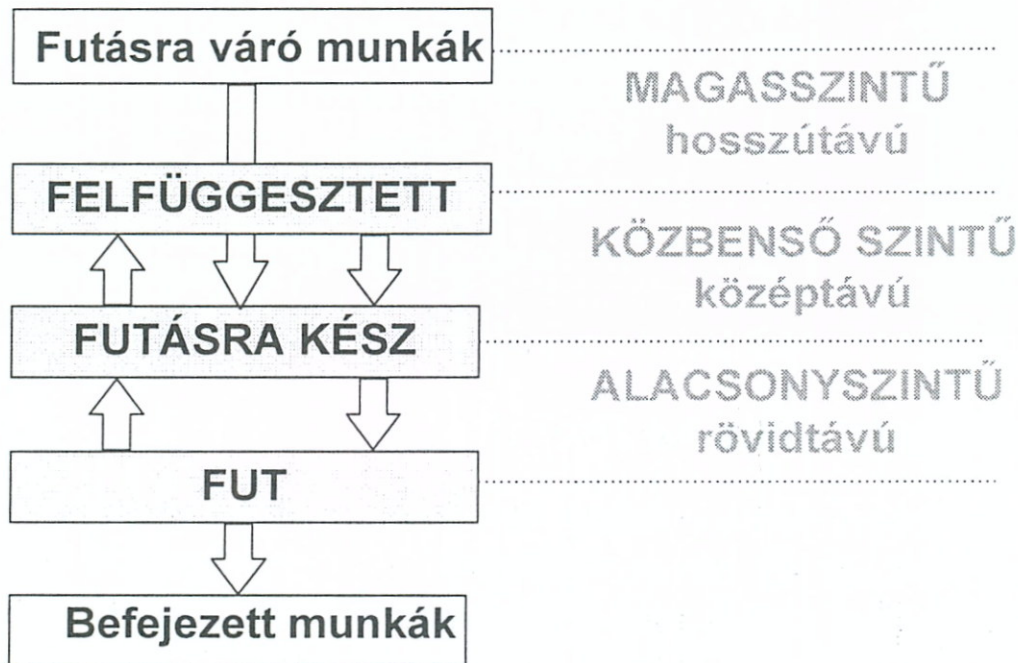 Futásra váró munkák
MAGASSZINTŰ
hosszútávú
FELFÜGGESZTETT
KÖZBENSŐ SZINTŰ
középtávú
FUTÁSRA KÉSZ
ALACSONYSZINTŰ
rövidtávú
FUT
Befejezett munkák